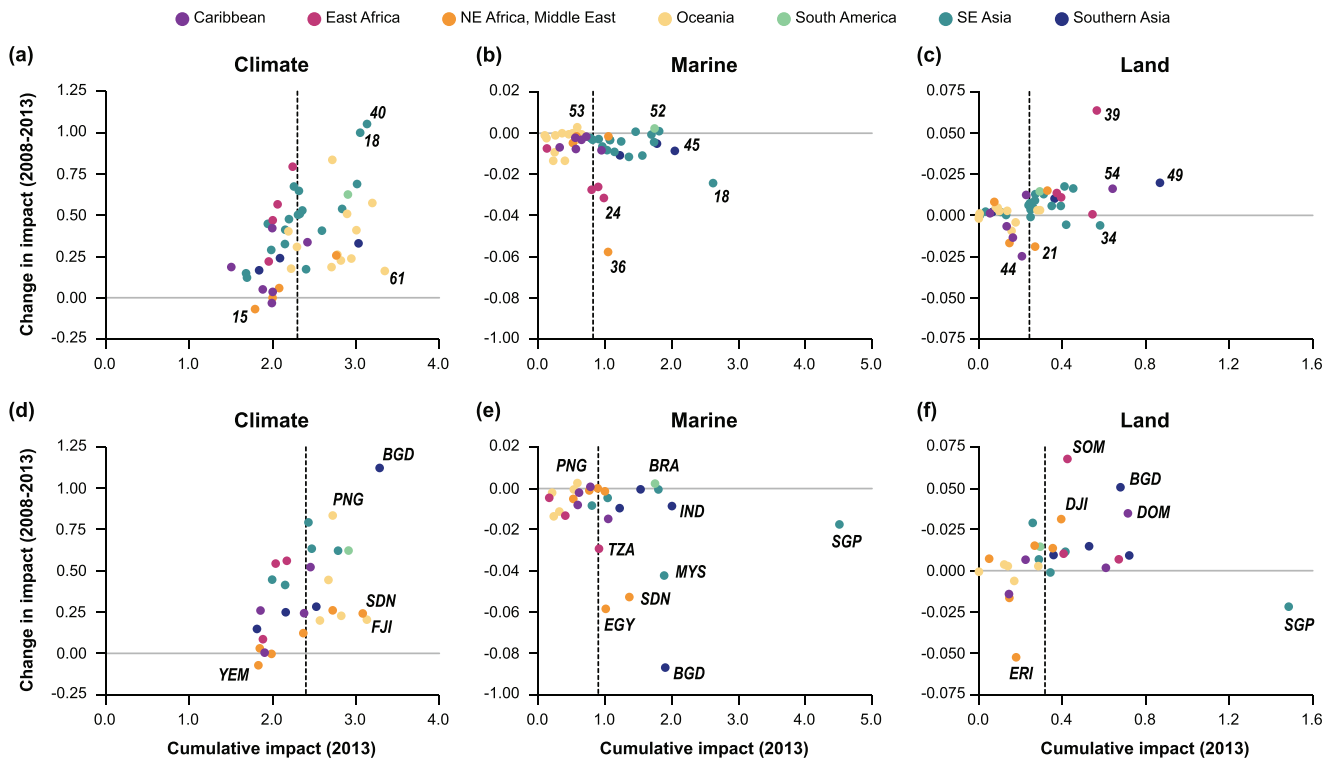 Caribbean East Africa NE Africa, Middle East Oceania South America SE Asia Southern Asia
(a) Climate
Change in impact (2008-2013)
1.25
1.00
0.75
0.50
0.25
0.00
-0.25
40
18
61
15
0.0 1.0 2.0 3.0 4.0
(b) Marine
0.02
0.00
-0.02
-0.04
-0.06
-0.08
-1.00
53
52
45
18
24
36
0.0 1.0 2.0 3.0 4.0 5.0
(c) Land
0.075
0.050
-0.025
0.000
-0.025
-0.050
-0.075
39
54
49
34
21
44
0.0 0.4 0.8 1.2 1.6
(d) Climate
Change in impact (2008-2013)
1.25
1.00
0.75
0.50
0.25
0.00
-0.25
BGD
PNG
SDN
FJI
YEM
0.0 1.0 2.0 3.0 4.0
Cumulative impact (2013)
(e) Marine
0.02
0.00
-0.02
-0.04
-0.06
-0.08
-1.00
PNG
BRA
IND
SGP
TZA
MYS
SDN
EGY
BGD
0.0 1.0 2.0 3.0 4.0 5.0
Cumulative impact (2013)
(f) Land
0.075
0.050
-0.025
0.000
-0.025
-0.050
-0.075
SOM
BGD
DJI
DOM
SGP
ERI
0.0 0.4 0.8 1.2 1.6
Cumulative impact (2013)